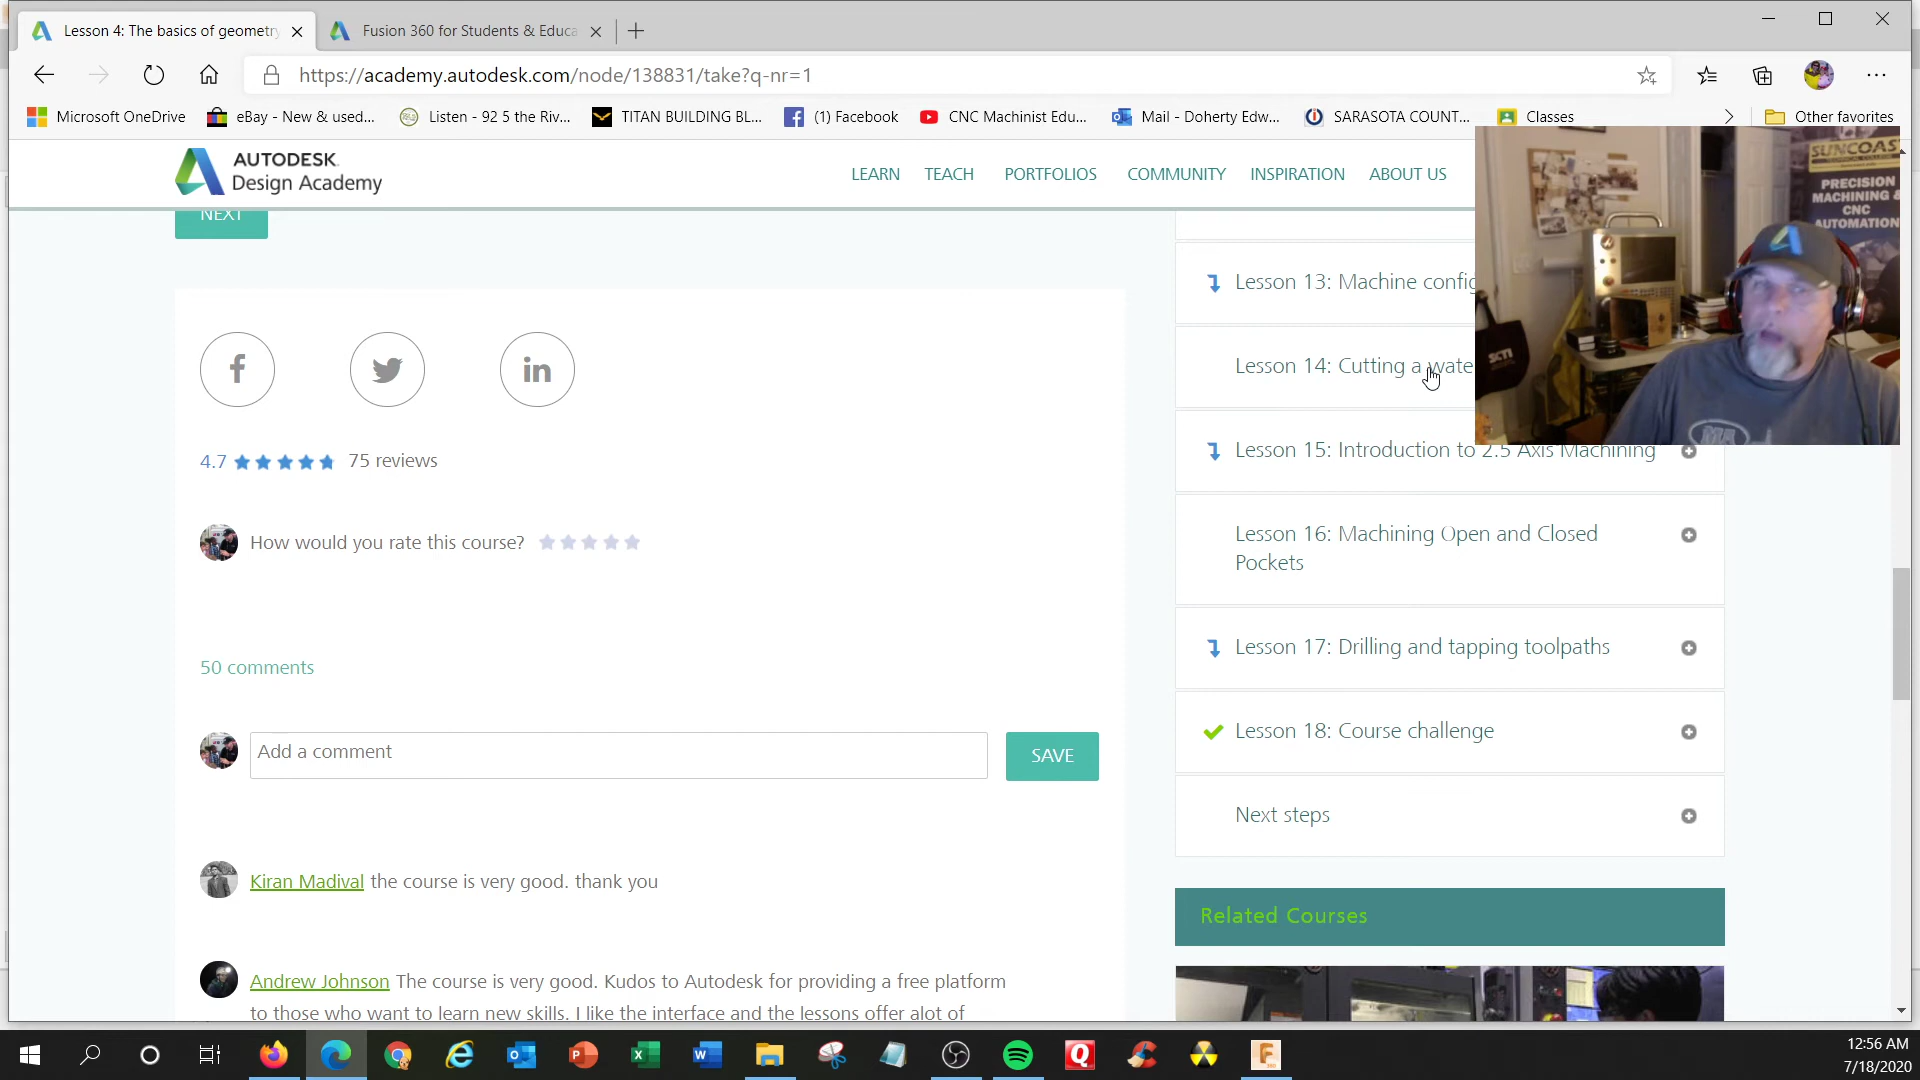 Lesson 4: The basics of geometry
Fusion 360 for Students & Educa
https://academy.autodesk.com/node/138831/take?q-nr=1
Microsoft OneDrive
eBay - New & used...
Listen - 92 5 the Riv...
TITAN BUILDING BL...
(1) Facebook
CNC Machinist Edu...
Mail - Doherty Edw...
SARASOTA COUNT...
Classes
Other favorites
AUTODESK.
Design Academy
LEARN
TEACH
PORTFOLIOS
COMMUNITY
INSPIRATION
ABOUT US
SUNCOAST
PRECISION
MACHINING &
CNC
AUTOMATION
SCTI
MA
NEXT
4.7
75 reviews
How would you rate this course?
50 comments
Add a comment
SAVE
Kiran Madival the course is very good. thank you
Andrew Johnson The course is very good. Kudos to Autodesk for providing a free platform
to those who want to learn new skills. I like the interface and the lessons offer alot of
Lesson 13: Machine config
Lesson 14: Cutting a wate
Lesson 15: Introduction to 2.5 Axis Machining
Lesson 16: Machining Open and Closed
Pockets
Lesson 17: Drilling and tapping toolpaths
Lesson 18: Course challenge
Next steps
Related Courses
12:56 AM
7/18/2020